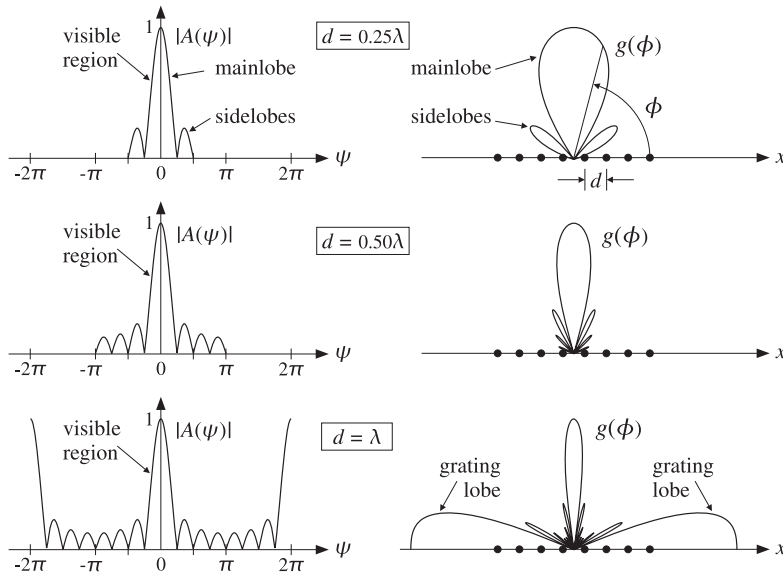 1 |A(ψ)| d = 0.25λ
visible region
mainlobe
sidelobes
-2π -π 0 π 2π ψ
mainlobe
g(ϕ)
sidelobes
ϕ
d
x
1 |A(ψ)| d = 0.50λ
visible region
-2π -π 0 π 2π ψ
g(ϕ)
x
1 |A(ψ)| d = λ
visible region
-2π -π 0 π 2π ψ
g(ϕ)
grating lobe
grating lobe
x